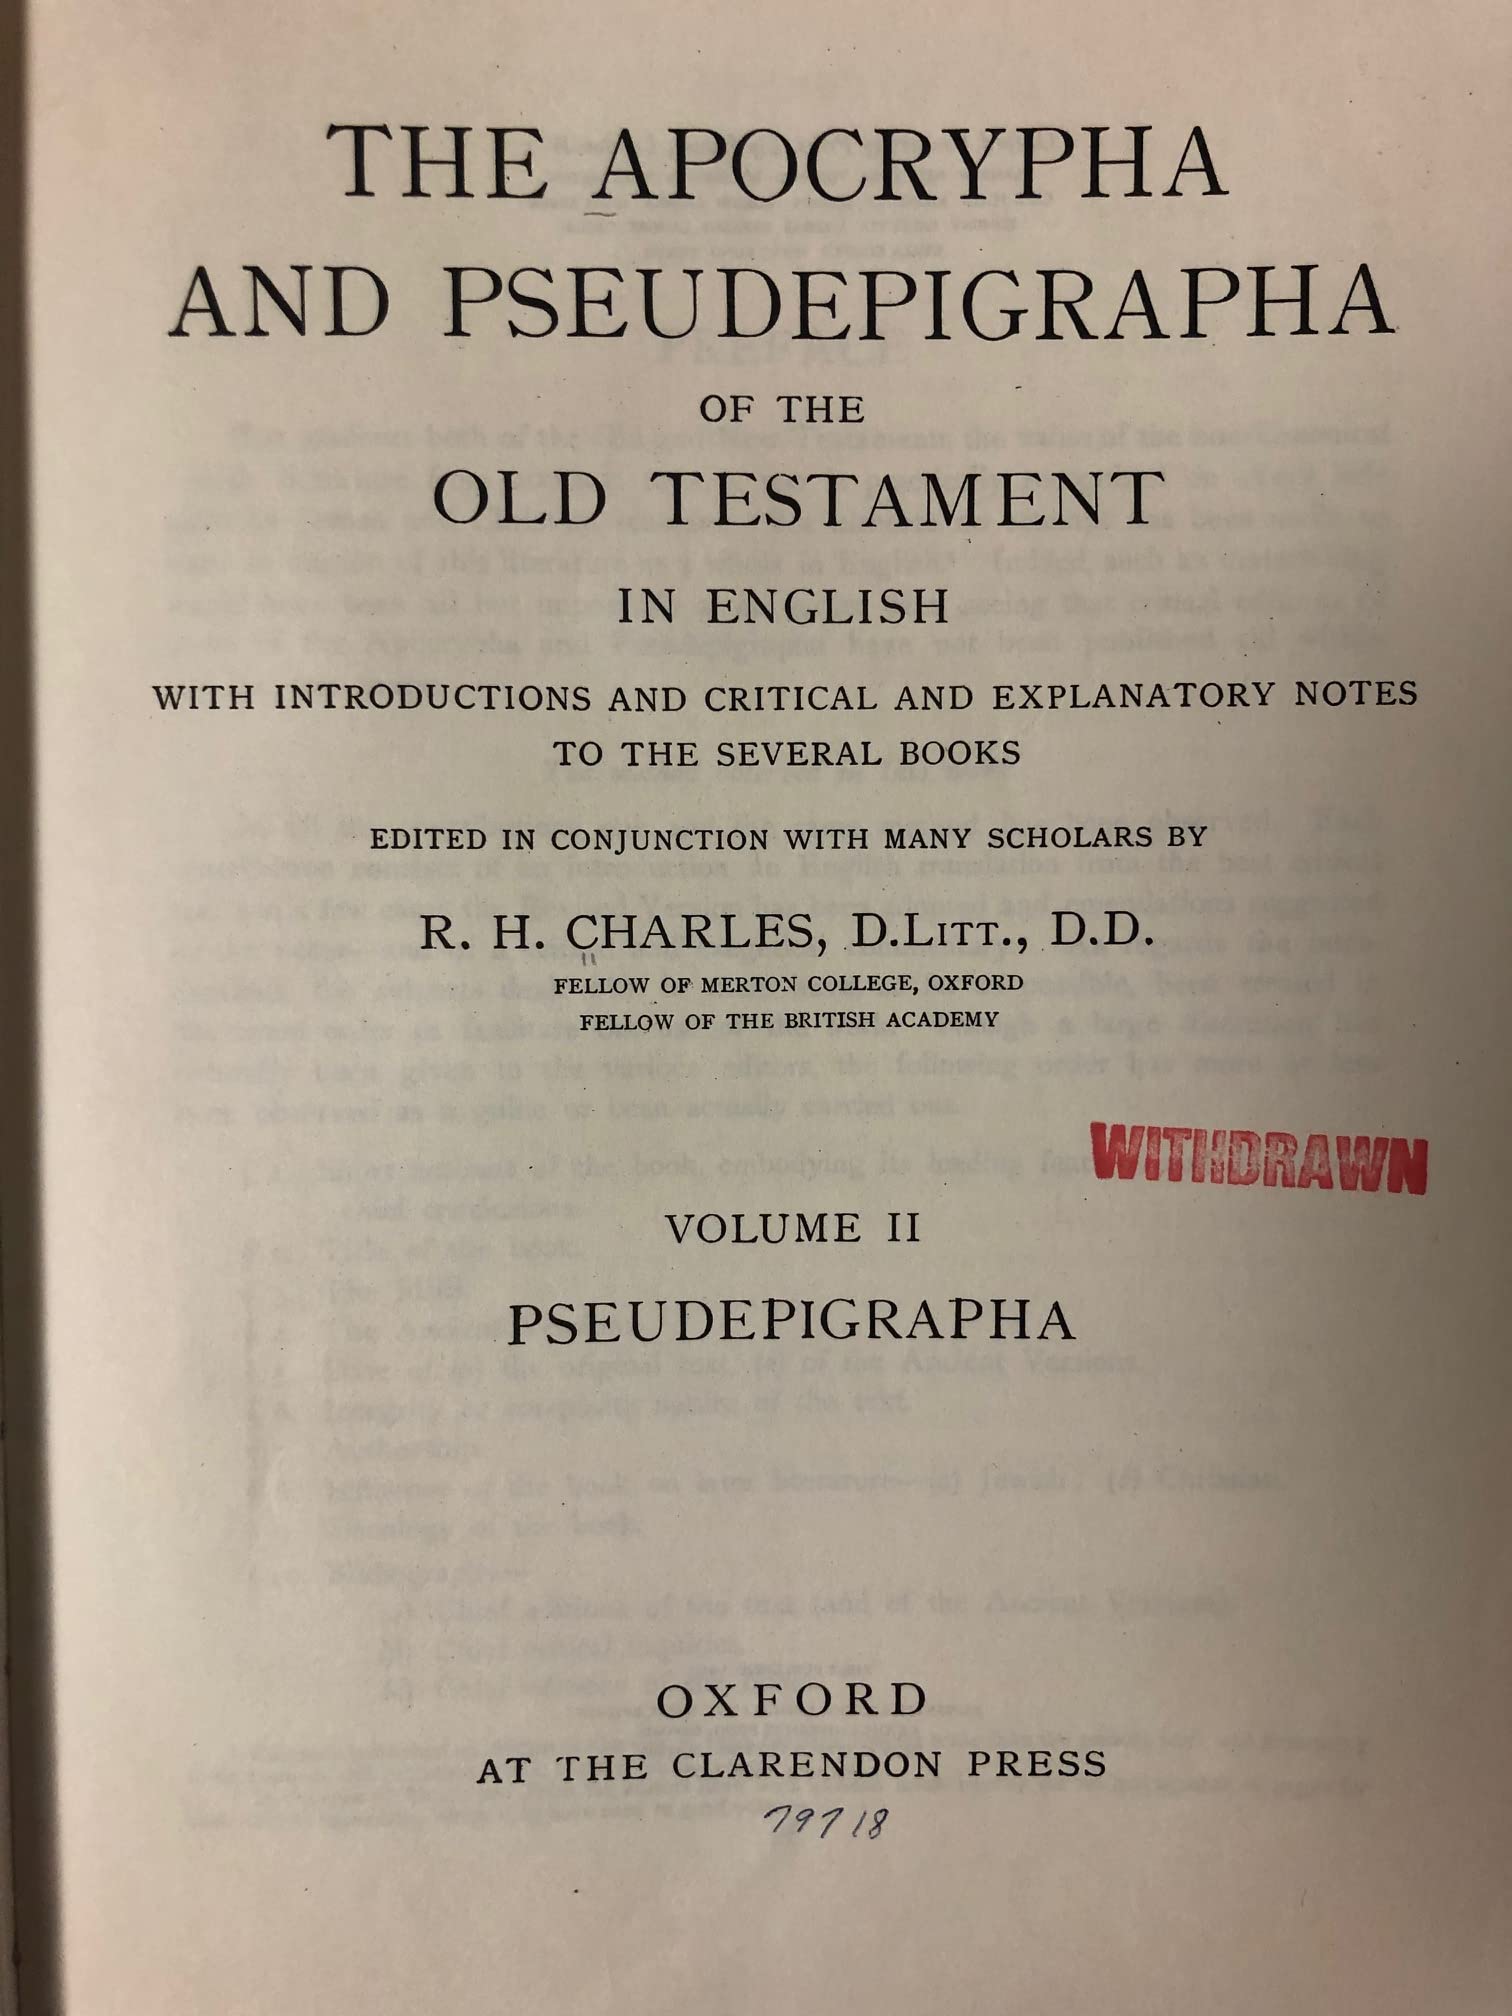 THE APOCRYPHA
AND PSEUDEPIGRAPHA
OF THE
OLD TESTAMENT
IN ENGLISH
WITH INTRODUCTIONS AND CRITICAL AND EXPLANATORY NOTES
TO THE SEVERAL BOOKS
EDITED IN CONJUNCTION WITH MANY SCHOLARS BY
R. H. CHARLES, D.LITT., D.D.
FELLOW OF MERTON COLLEGE, OXFORD
FELLOW OF THE BRITISH ACADEMY
WITHDRAWN
VOLUME II
PSEUDEPIGRAPHA
OXFORD
AT THE CLARENDON PRESS
79718